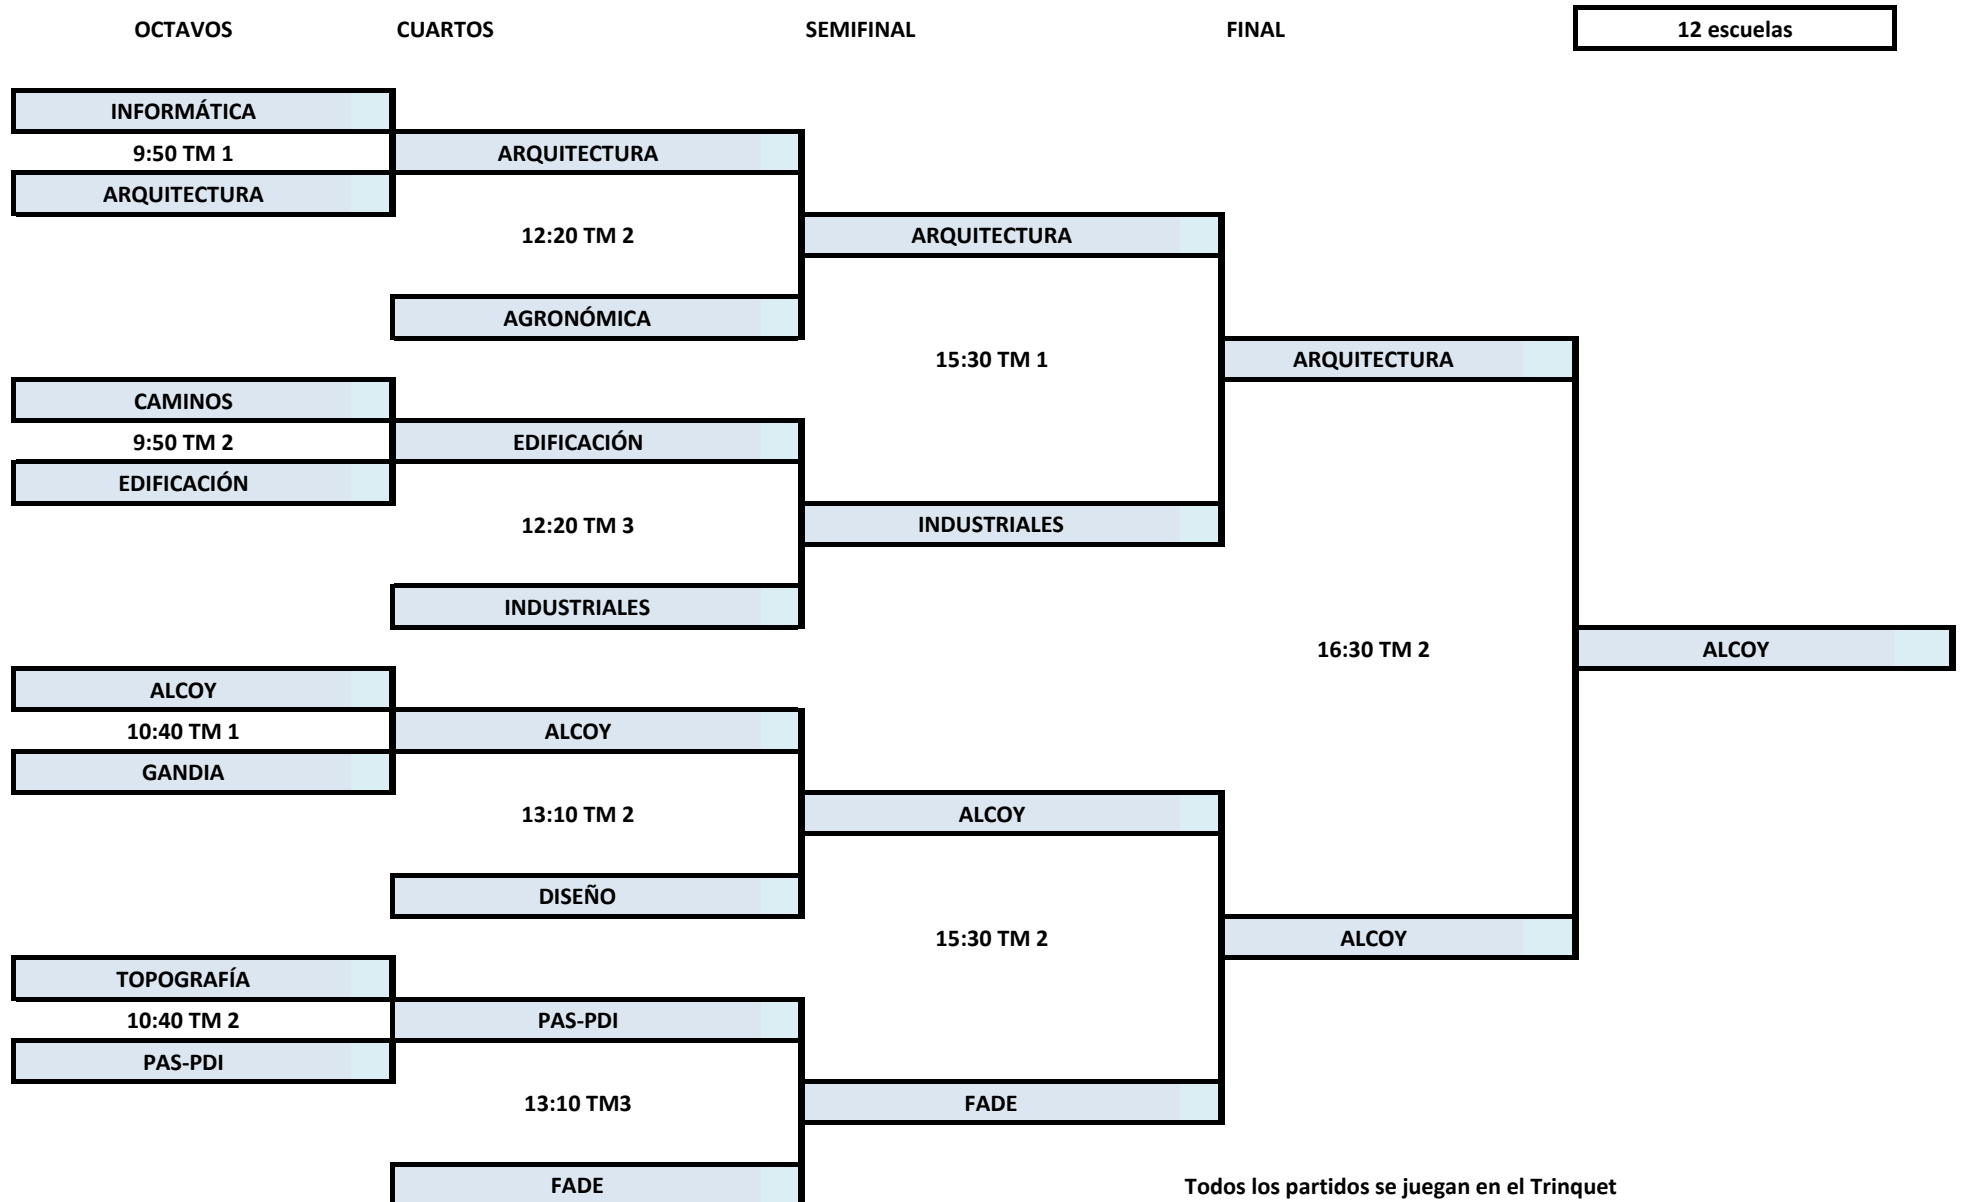 OCTAVOS CUARTOS SEMIFINAL FINAL 12 escuelas
INFORMÁTICA
9:50 TM 1 ARQUITECTURA
ARQUITECTURA
12:20 TM 2 ARQUITECTURA
AGRONÓMICA
15:30 TM 1 ARQUITECTURA
CAMINOS
9:50 TM 2 EDIFICACIÓN
EDIFICACIÓN
12:20 TM 3 INDUSTRIALES
INDUSTRIALES
16:30 TM 2 ALCOY
ALCOY
10:40 TM 1 ALCOY
GANDIA
13:10 TM 2 ALCOY
DISEÑO
15:30 TM 2 ALCOY
TOPOGRAFÍA
10:40 TM 2 PAS-PDI
PAS-PDI
13:10 TM3 FADE
FADE Todos los partidos se juegan en el Trinquet